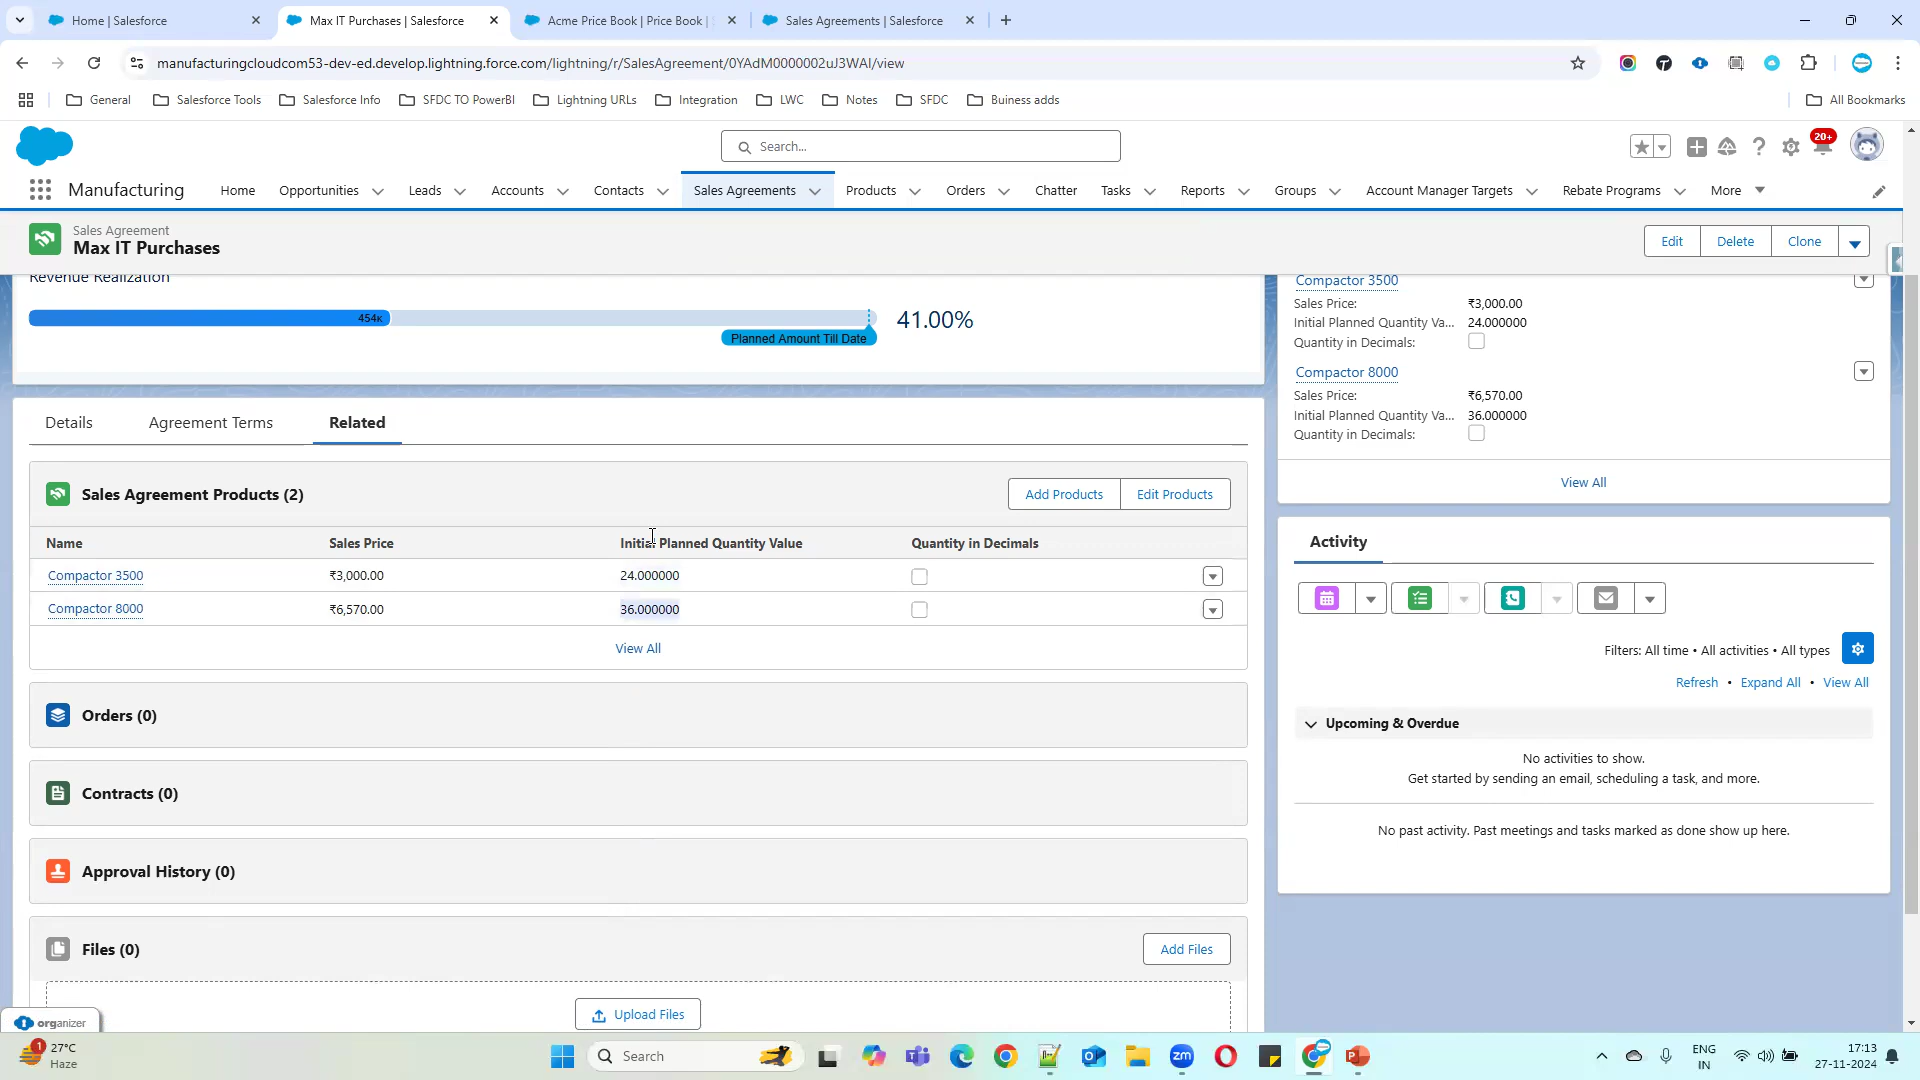 Home | Salesforce
Max IT Purchases | Salesforce
Acme Price Book | Price Book |
Sales Agreements | Salesforce
manufacturingcloudcom53-dev-ed.develop.lightning.force.com/lightning/r/SalesAgreement/0YAdM0000002uJ3WAI/view
General
Salesforce Tools
Salesforce Info
SFDC TO PowerBI
Lightning URLs
Integration
LWC
Notes
SFDC
Buiness adds
All Bookmarks
Search...
20+
Manufacturing
Home
Opportunities
Leads
Accounts
Contacts
Sales Agreements
Products
Orders
Chatter
Tasks
Reports
Groups
Account Manager Targets
Rebate Programs
More
Sales Agreement
Max IT Purchases
Edit
Delete
Clone
Revenue Realization
454K
41.00%
Planned Amount Till Date
Details
Agreement Terms
Related
Sales Agreement Products (2)
Add Products
Edit Products
Name Sales Price Initial Planned Quantity Value Quantity in Decimals
Compactor 3500 ₹3,000.00 24.000000
Compactor 8000 ₹6,570.00 36.000000
View All
Orders (0)
Contracts (0)
Approval History (0)
Files (0)
Add Files
Upload Files
Compactor 3500
Sales Price: ₹3,000.00
Initial Planned Quantity Va... 24.000000
Quantity in Decimals:
Compactor 8000
Sales Price: ₹6,570.00
Initial Planned Quantity Va... 36.000000
Quantity in Decimals:
View All
Activity
Filters: All time • All activities • All types
Refresh • Expand All • View All
Upcoming & Overdue
No activities to show.
Get started by sending an email, scheduling a task, and more.
No past activity. Past meetings and tasks marked as done show up here.
organizer
1
27°C
Haze
Search
zm
ENG
IN
17:13
27-11-2024